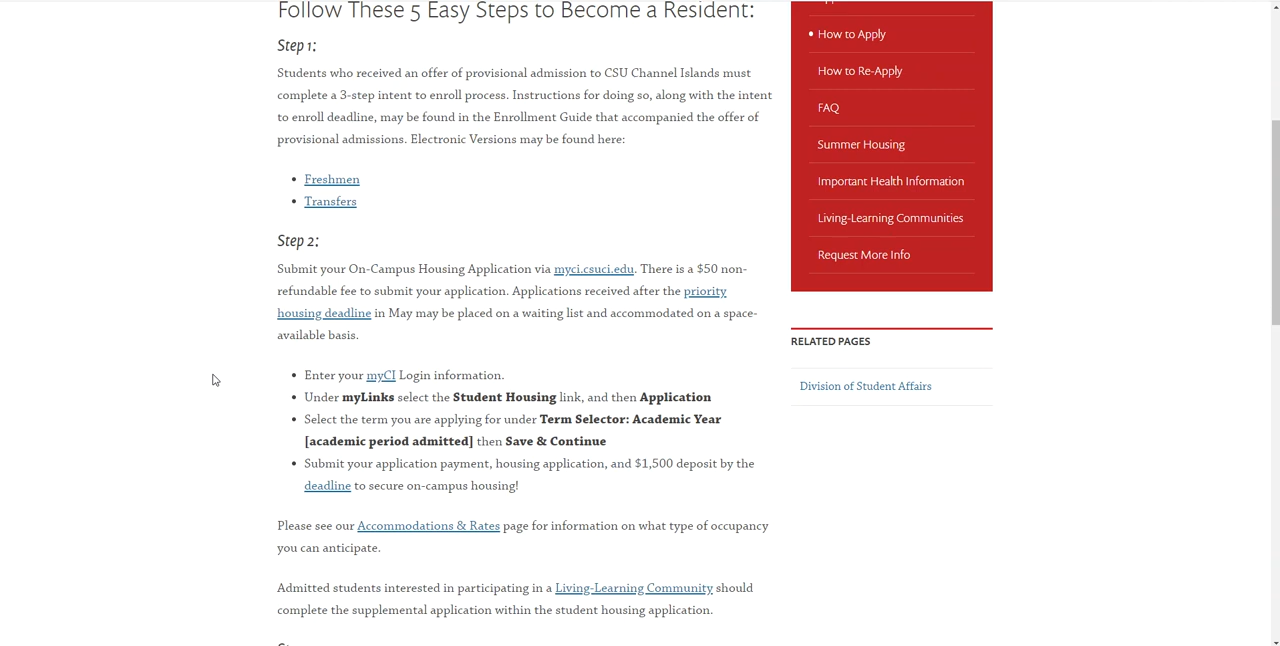 Follow These 5 Easy Steps to Become a Resident:
Step 1:
Students who received an offer of provisional admission to CSU Channel Islands must
complete a 3-step intent to enroll process. Instructions for doing so, along with the intent
to enroll deadline, may be found in the Enrollment Guide that accompanied the offer of
provisional admissions. Electronic Versions may be found here:
• Freshmen
• Transfers
Step 2:
Submit your On-Campus Housing Application via myci.csuci.edu. There is a $50 non-
refundable fee to submit your application. Applications received after the priority
housing deadline in May may be placed on a waiting list and accommodated on a space-
available basis.
• Enter your myCI Login information.
• Under myLinks select the Student Housing link, and then Application
• Select the term you are applying for under Term Selector: Academic Year
[academic period admitted] then Save & Continue
• Submit your application payment, housing application, and $1,500 deposit by the
deadline to secure on-campus housing!
Please see our Accommodations & Rates page for information on what type of occupancy
you can anticipate.
Admitted students interested in participating in a Living-Learning Community should
complete the supplemental application within the student housing application.
• How to Apply
How to Re-Apply
FAQ
Summer Housing
Important Health Information
Living-Learning Communities
Request More Info
RELATED PAGES
Division of Student Affairs